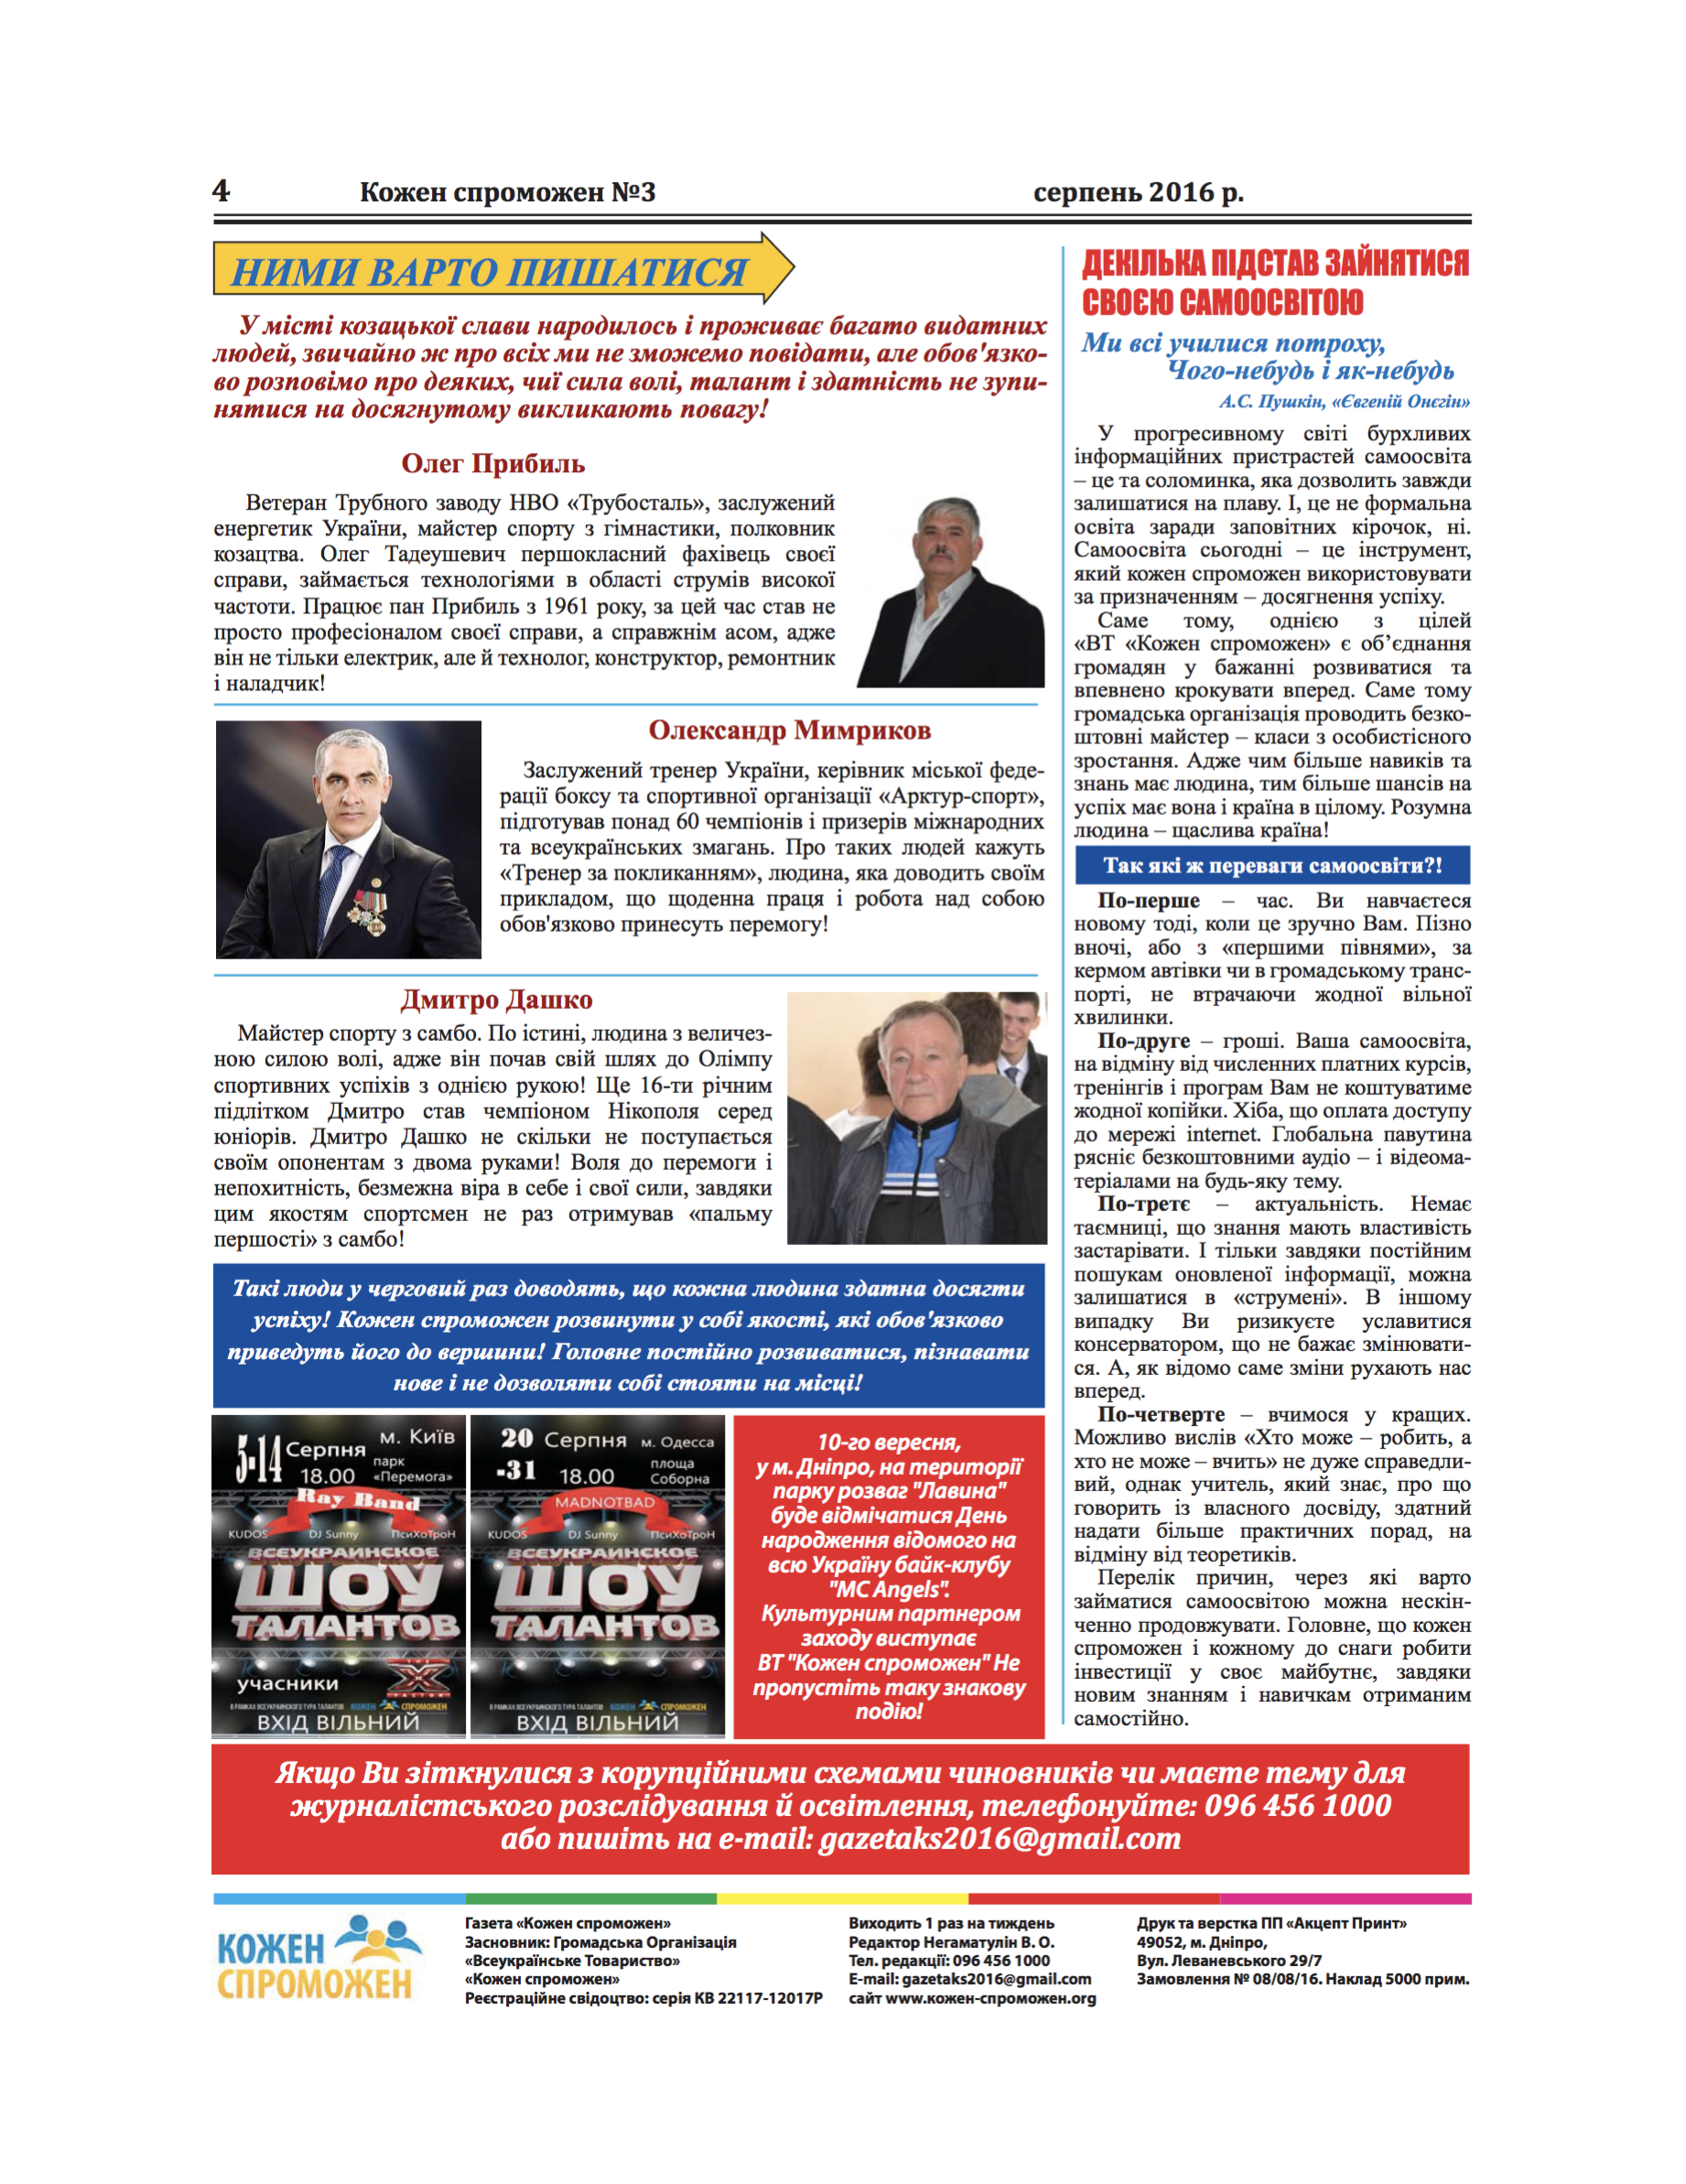 4 Кожен спроможен №3 серпень 2016 р.
НИМИ ВАРТО ПИШАТИСЯ
У місті козацької слави народилось і проживає багато видатних
людей, звичайно ж про всіх ми не зможемо повідати, але обов'язко-
во розповімо про деяких, чиї сила волі, талант і здатність не зупи-
нятися на досягнутому викликають повагу!
Олег Прибиль
Ветеран Трубного заводу НВО «Трубосталь», заслужений
енергетик України, майстер спорту з гімнастики, полковник
козацтва. Олег Тадеушевич першокласний фахівець своєї
справи, займається технологіями в області струмів високої
частоти. Працює пан Прибиль з 1961 року, за цей час став не
просто професіоналом своєї справи, а справжнім асом, адже
він не тільки електрик, але й технолог, конструктор, ремонтник
і наладчик!
Олександр Мимриков
Заслужений тренер України, керівник міської феде-
рації боксу та спортивної організації «Арктур-спорт»,
підготував понад 60 чемпіонів і призерів міжнародних
та всеукраїнських змагань. Про таких людей кажуть
«Тренер за покликанням», людина, яка доводить своїм
прикладом, що щоденна праця і робота над собою
обов'язково принесуть перемогу!
Дмитро Дашко
Майстер спорту з самбо. По істині, людина з величез-
ною силою волі, адже він почав свій шлях до Олімпу
спортивних успіхів з однією рукою! Ще 16-ти річним
підлітком Дмитро став чемпіоном Нікополя серед
юніорів. Дмитро Дашко не скільки не поступається
своїм опонентам з двома руками! Воля до перемоги і
непохитність, безмежна віра в себе і свої сили, завдяки
цим якостям спортсмен не раз отримував «пальму
першості» з самбо!
Такі люди у черговий раз доводять, що кожна людина здатна досягти
успіху! Кожен спроможен розвинути у собі якості, які обов'язково
приведуть його до вершини! Головне постійно розвиватися, пізнавати
нове і не дозволяти собі стояти на місці!
5-14 Серпня м. Київ
18.00 парк
«Перемога»
Ray Band
KUDOS DJ Sunny ПсиХоТроН
ВСЕУКРАИНСКОЕ
ШОУ
ТАЛАНТОВ
учасники THE X FACTOR
В РАМКАХ ВСЕУКРАИНСКОГО ТУРА ТАЛАНТОВ КОЖЕН СПРОМОЖЕН
ВХІД ВІЛЬНИЙ
20 Серпня м. Одесса
-31 18.00 площа
Соборна
MADNOTBAD
KUDOS DJ Sunny ПсиХоТроН
ВСЕУКРАИНСКОЕ
ШОУ
ТАЛАНТОВ
В РАМКАХ ВСЕУКРАИНСКОГО ТУРА ТАЛАНТОВ КОЖЕН СПРОМОЖЕН
ВХІД ВІЛЬНИЙ
10-го вересня,
у м. Дніпро, на території
парку розваг "Лавина"
буде відмічатися День
народження відомого на
всю Україну байк-клубу
"MC Angels".
Культурним партнером
заходу виступає
ВТ "Кожен спроможен" Не
пропустіть таку знакову
подію!
ДЕКІЛЬКА ПІДСТАВ ЗАЙНЯТИСЯ
СВОЄЮ САМООСВІТОЮ
Ми всі училися потроху,
Чого-небудь і як-небудь
А.С. Пушкін, «Євгеній Онєгін»
У прогресивному світі бурхливих
інформаційних пристрастей самоосвіта
– це та соломинка, яка дозволить завжди
залишатися на плаву. І, це не формальна
освіта заради заповітних кірочок, ні.
Самоосвіта сьогодні – це інструмент,
який кожен спроможен використовувати
за призначенням – досягнення успіху.
Саме тому, однією з цілей
«ВТ «Кожен спроможен» є об’єднання
громадян у бажанні розвиватися та
впевнено крокувати вперед. Саме тому
громадська організація проводить безко-
штовні майстер – класи з особистісного
зростання. Адже чим більше навиків та
знань має людина, тим більше шансів на
успіх має вона і країна в цілому. Розумна
людина – щаслива країна!
Так які ж переваги самоосвіти?!
По-перше – час. Ви навчаєтеся
новому тоді, коли це зручно Вам. Пізно
вночі, або з «першими півнями», за
кермом автівки чи в громадському транс-
порті, не втрачаючи жодної вільної
хвилинки.
По-друге – гроші. Ваша самоосвіта,
на відміну від численних платних курсів,
тренінгів і програм Вам не коштуватиме
жодної копійки. Хіба, що оплата доступу
до мережі internet. Глобальна павутина
рясніє безкоштовними аудіо – і відеома-
теріалами на будь-яку тему.
По-третє – актуальність. Немає
таємниці, що знання мають властивість
застарівати. І тільки завдяки постійним
пошукам оновленої інформації, можна
залишатися в «струмені». В іншому
випадку Ви ризикуєте уславитися
консерватором, що не бажає змінювати-
ся. А, як відомо саме зміни рухають нас
вперед.
По-четверте – вчимося у кращих.
Можливо вислів «Хто може – робить, а
хто не може – вчить» не дуже справедли-
вий, однак учитель, який знає, про що
говорить із власного досвіду, здатний
надати більше практичних порад, на
відміну від теоретиків.
Перелік причин, через які варто
займатися самоосвітою можна нескін-
ченно продовжувати. Головне, що кожен
спроможен і кожному до снаги робити
інвестиції у своє майбутнє, завдяки
новим знанням і навичкам отриманим
самостійно.
Якщо Ви зіткнулися з корупційними схемами чиновників чи маєте тему для
журналістського розслідування й освітлення, телефонуйте: 096 456 1000
або пишіть на e-mail: gazetaks2016@gmail.com
КОЖЕН
СПРОМОЖЕН
Газета «Кожен спроможен»
Засновник: Громадська Організація
«Всеукраїнське Товариство»
«Кожен спроможен»
Реєстраційне свідоцтво: серія КВ 22117-12017Р
Виходить 1 раз на тиждень
Редактор Негаматулін В. О.
Тел. редакції: 096 456 1000
E-mail: gazetaks2016@gmail.com
сайт www.кожен-спроможен.org
Друк та верстка ПП «Акцепт Принт»
49052, м. Дніпро,
Вул. Леваневського 29/7
Замовлення № 08/08/16. Наклад 5000 прим.